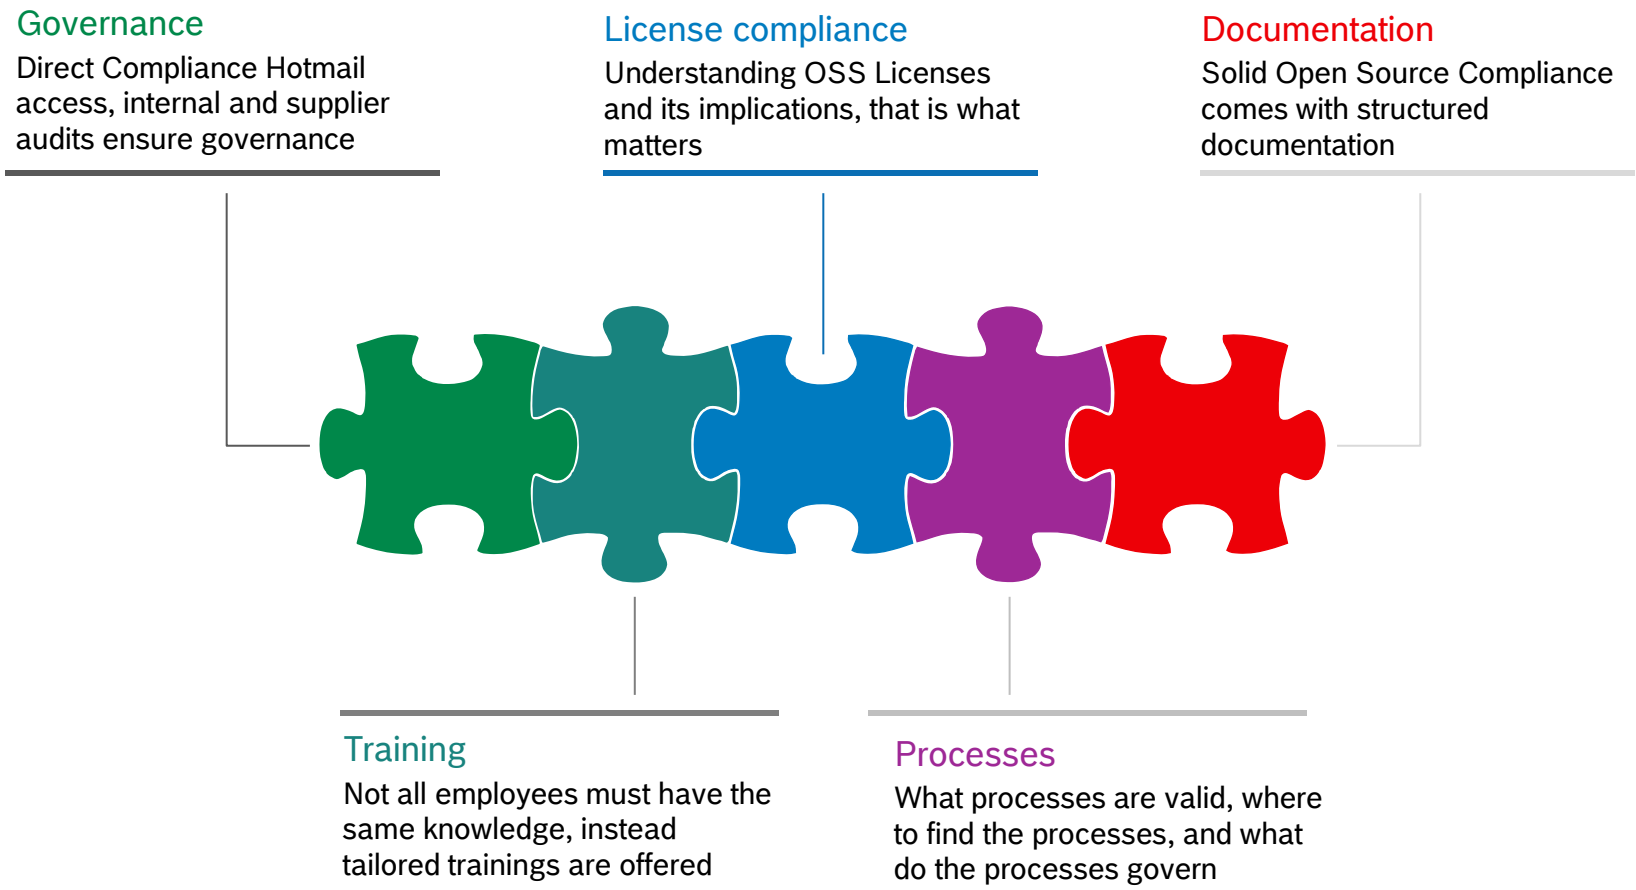 Governance
Direct Compliance Hotmail
access, internal and supplier
audits ensure governance
License compliance
Understanding OSS Licenses
and its implications, that is what
matters
Documentation
Solid Open Source Compliance
comes with structured
documentation
Training
Not all employees must have the
same knowledge, instead
tailored trainings are offered
Processes
What processes are valid, where
to find the processes, and what
do the processes govern